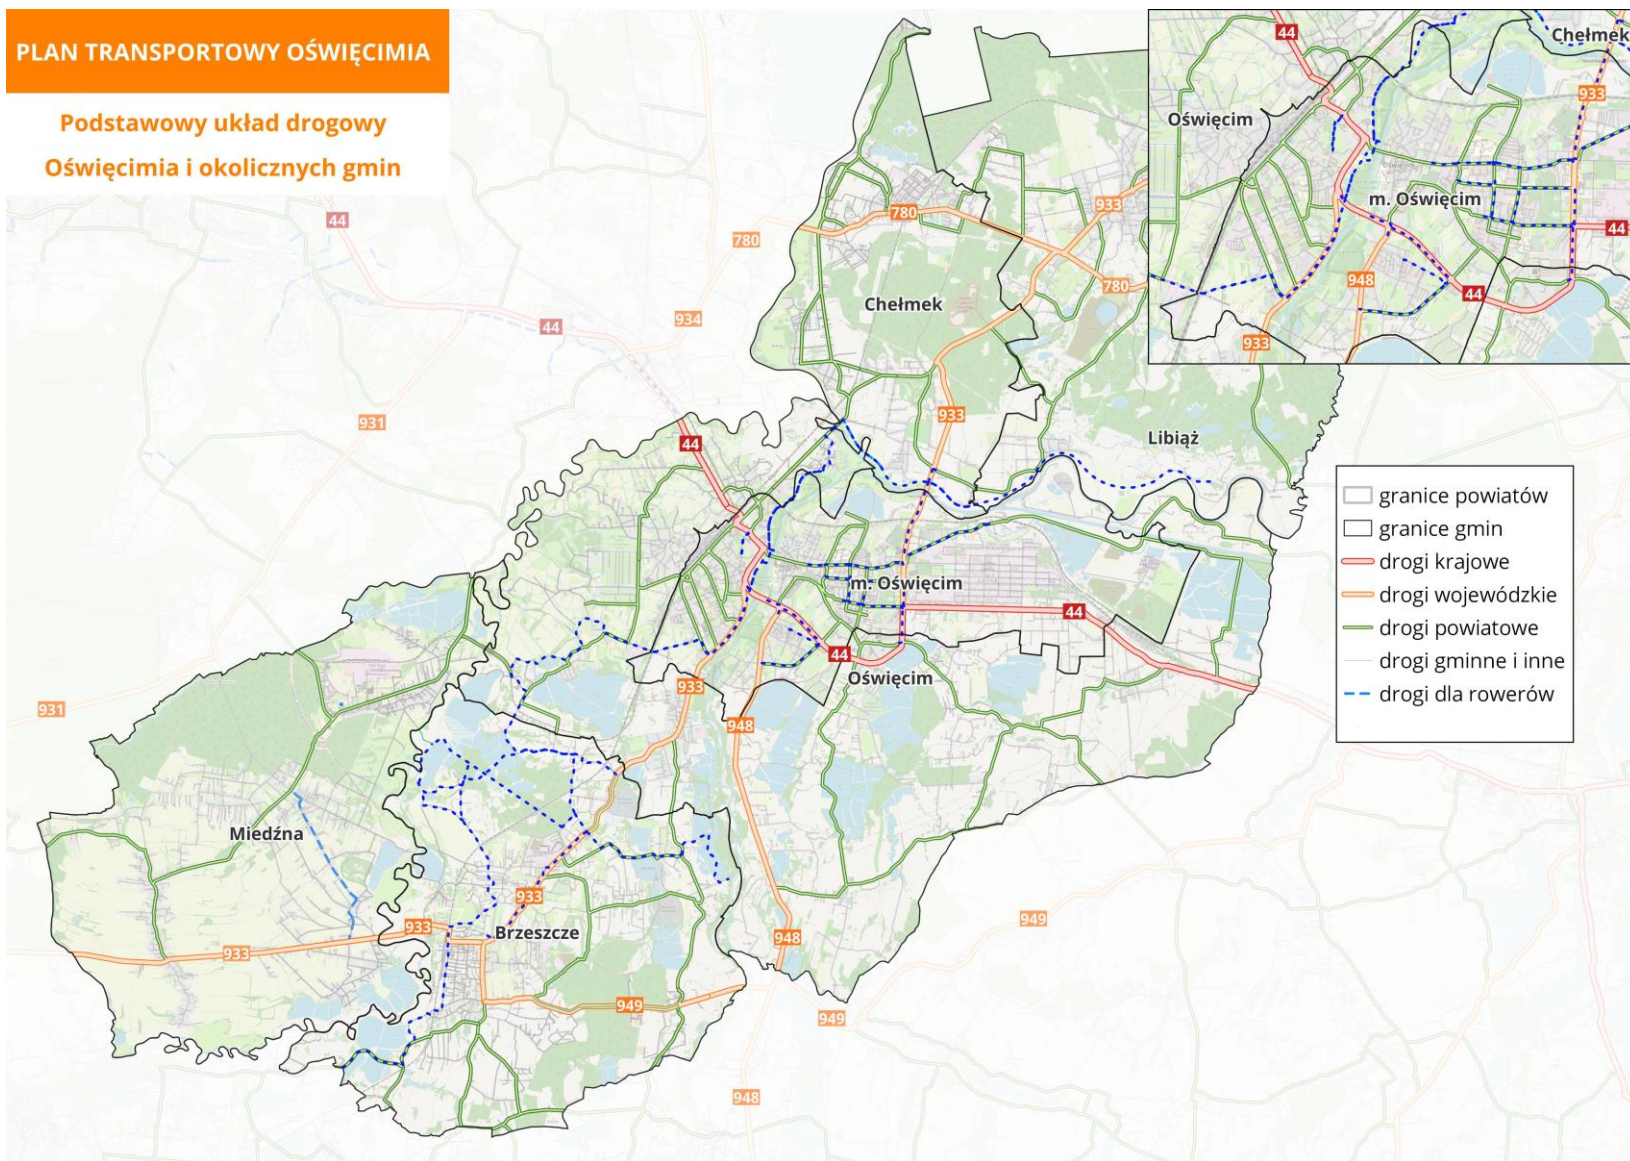 PLAN TRANSPORTOWY OŚWIĘCIMIA
Podstawowy układ drogowy
Oświęcimia i okolicznych gmin
44
Chełmek
933
Oświęcim
m. Oświęcim
44
948
44
933
44
780
934
44
931
931
780
933
780
Chełmek
933
Libiąż
44
m. Oświęcim
44
44
Oświęcim
933
948
Miedźna
933
933
933
Brzeszcze
948
949
949
949
948
granice powiatów
granice gmin
drogi krajowe
drogi wojewódzkie
drogi powiatowe
drogi gminne i inne
drogi dla rowerów